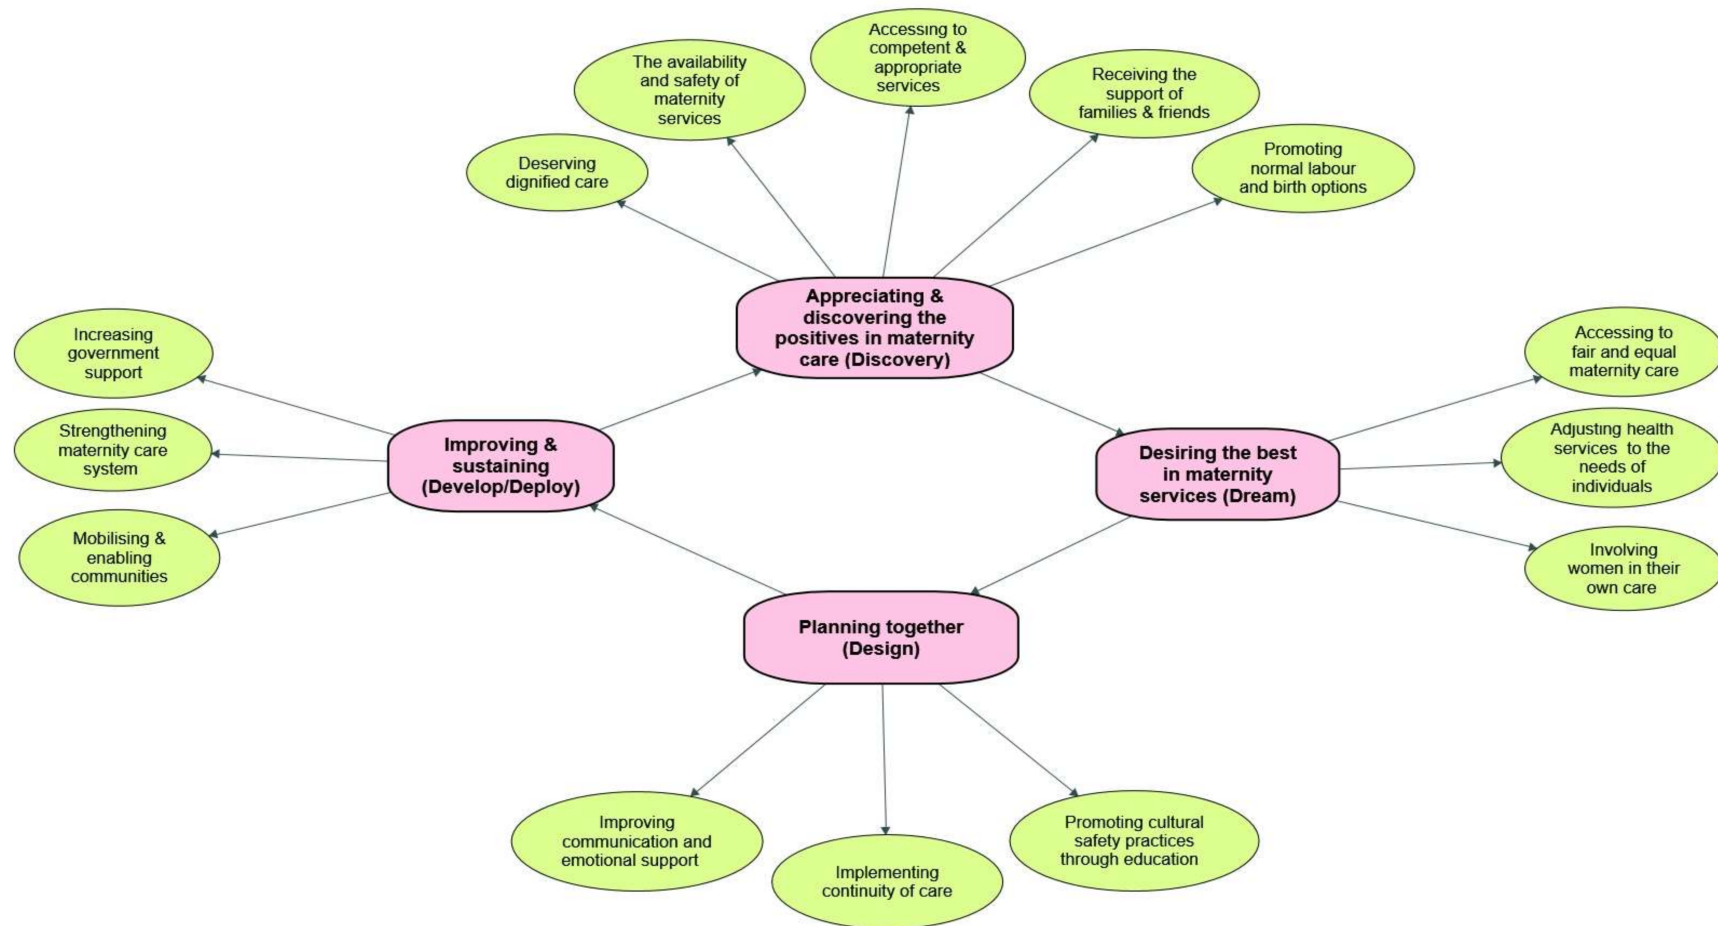 Accessing to
competent &
appropriate
services
The availability
and safety of
maternity
services
Receiving the
support of
families & friends
Deserving
dignified care
Promoting
normal labour
and birth options
Appreciating &
discovering the
positives in maternity
care (Discovery)
Increasing
government
support
Accessing to
fair and equal
maternity care
Strengthening
maternity care
system
Improving &
sustaining
(Develop/Deploy)
Desiring the best
in maternity
services (Dream)
Adjusting health
services to the
needs of
individuals
Mobilising &
enabling
communities
Involving
women in their
own care
Planning together
(Design)
Improving
communication and
emotional support
Implementing
continuity of care
Promoting cultural
safety practices
through education